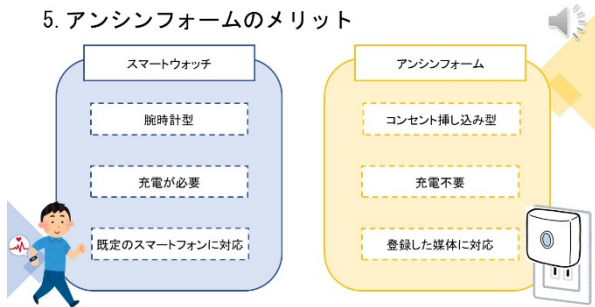 5.アンシンフォームのメリット
スマートウォッチ
腕時計型
充電が必要
既定のスマートフォンに対応
アンシンフォーム
コンセント挿し込み型
充電不要
登録した媒体に対応